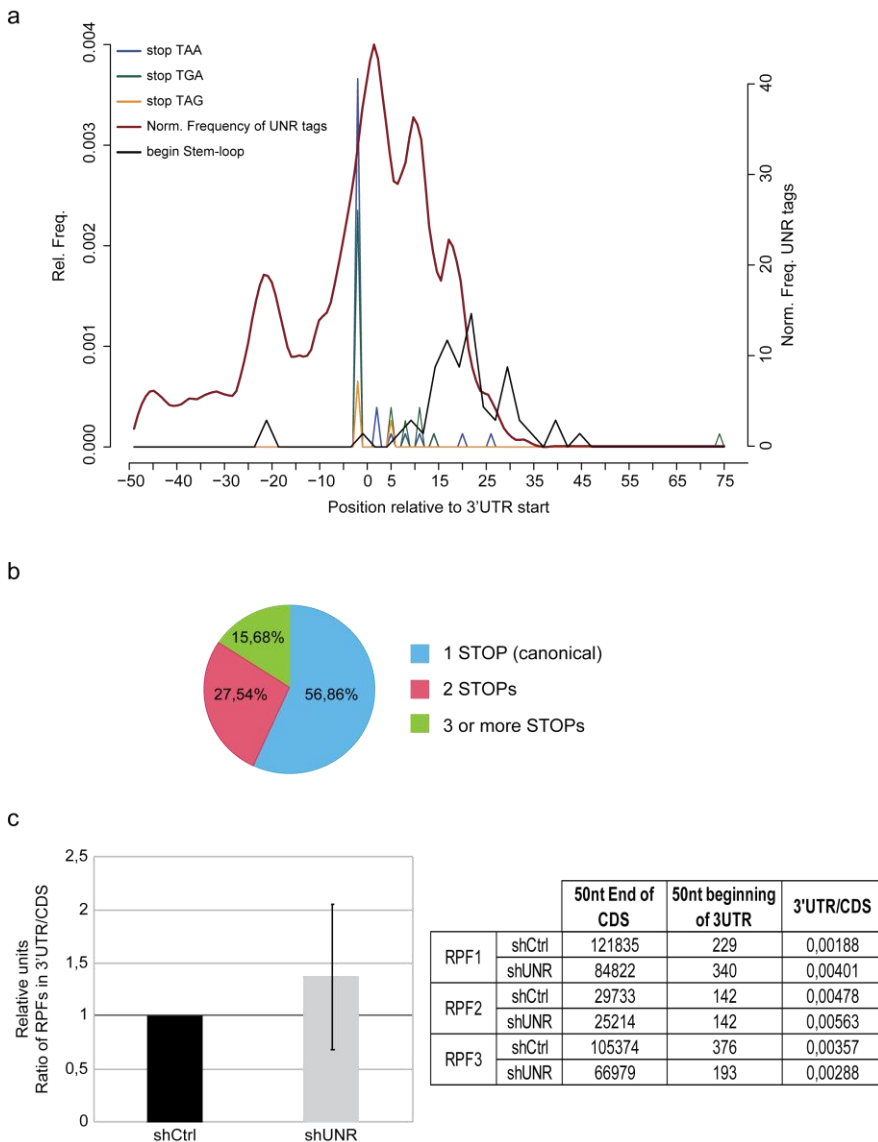 a
stop TAA
stop TGA
stop TAG
Norm. Frequency of UNR tags
begin Stem-loop
Rel. Freq.
0.004
0.003
0.002
0.001
0.000
Norm. Freq. UNR tags
40
30
20
10
0
−50 −40 −30 −20 −10 0 5 15 25 35 45 55 65 75
Position relative to 3'UTR start
b
15,68%
27,54%
56,86%
1 STOP (canonical)
2 STOPs
3 or more STOPs
c
Relative units
Ratio of RPFs in 3'UTR/CDS
2,5
2
1,5
1
0,5
0
shCtrl shUNR
50nt End of CDS 50nt beginning of 3UTR 3'UTR/CDS
RPF1 shCtrl 121835 229 0,00188
shUNR 84822 340 0,00401
RPF2 shCtrl 29733 142 0,00478
shUNR 25214 142 0,00563
RPF3 shCtrl 105374 376 0,00357
shUNR 66979 193 0,00288